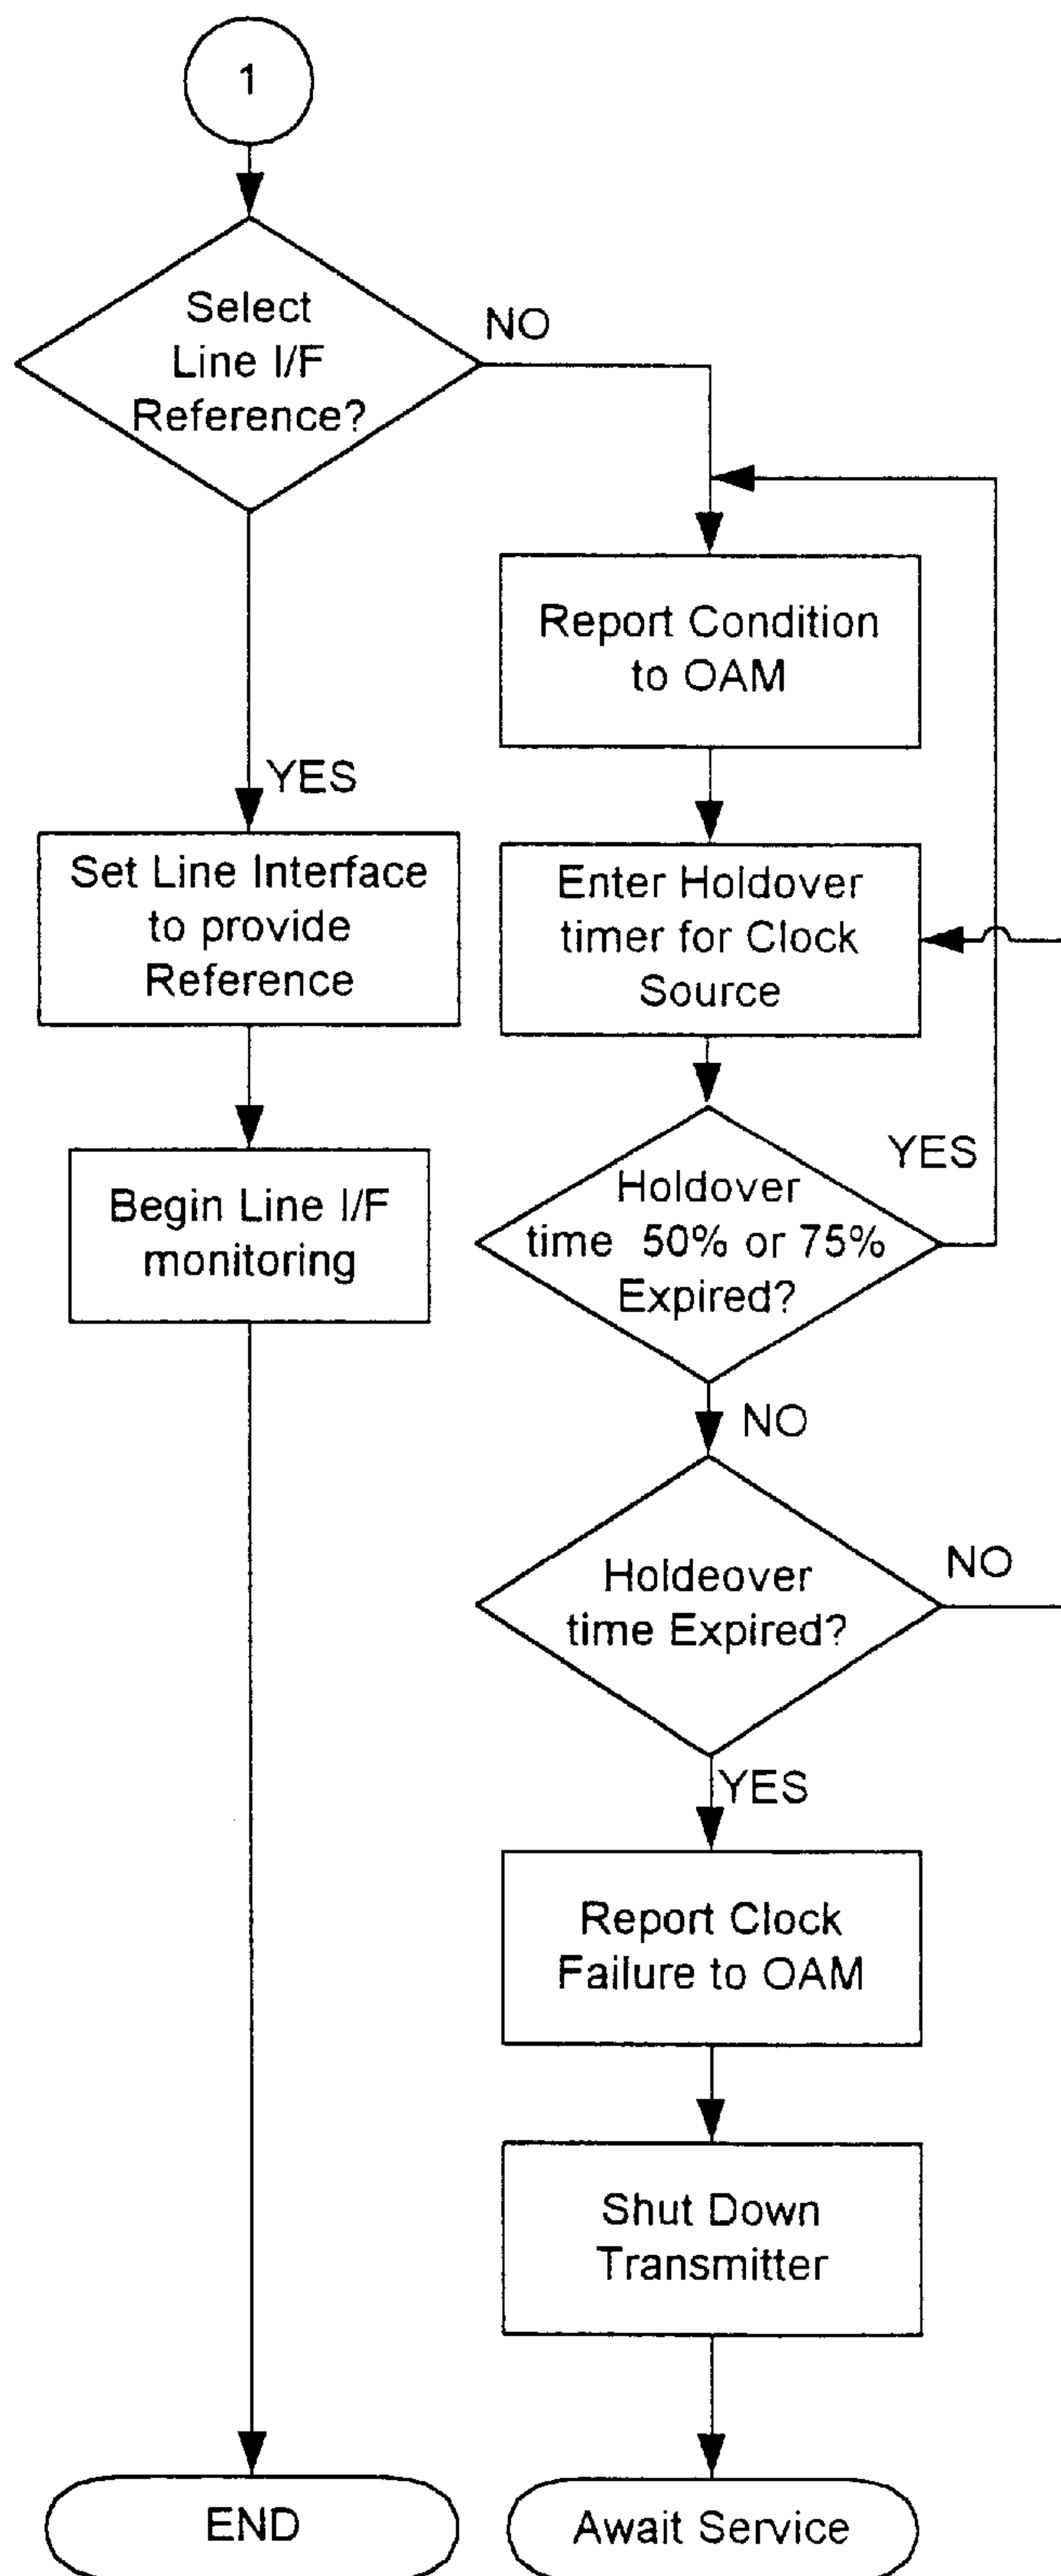 1
Select
Line I/F
Reference?
NO
YES
Set Line Interface
to provide
Reference
Begin Line I/F
monitoring
END
Report Condition
to OAM
Enter Holdover
timer for Clock
Source
Holdover
time 50% or 75%
Expired?
YES
NO
Holdeover
time Expired?
NO
YES
Report Clock
Failure to OAM
Shut Down
Transmitter
Await Service